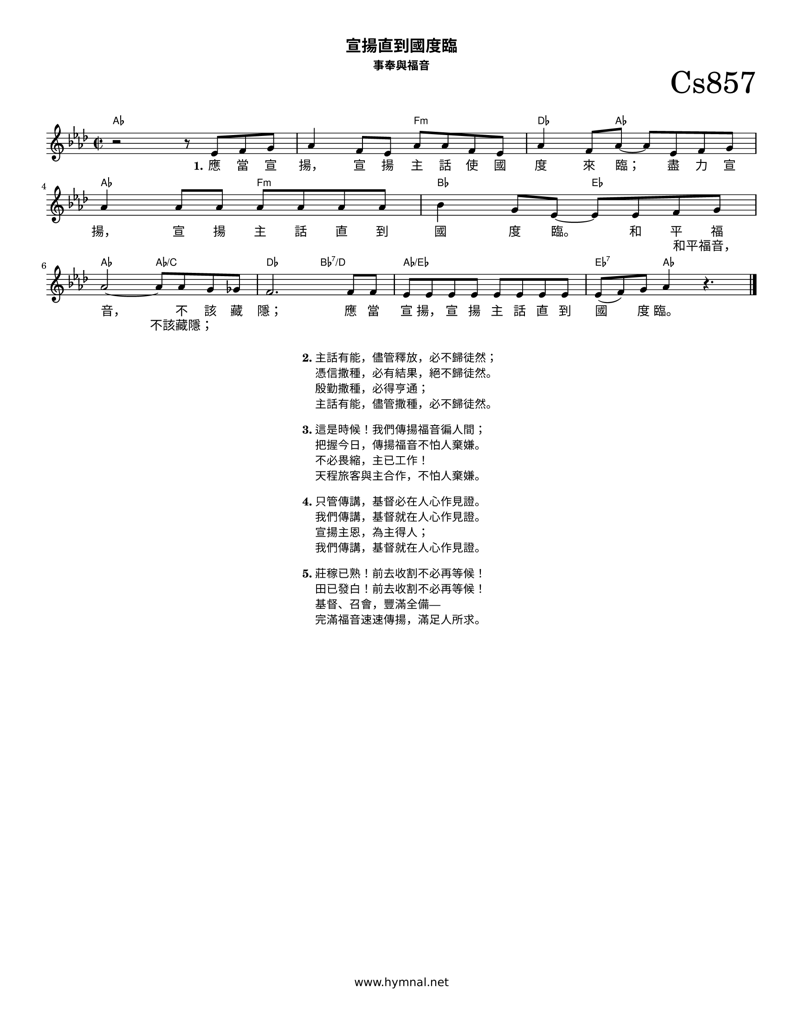 宣揚直到國度臨
事奉與福音
Cs857
A♭ Fm D♭ A♭
1. 應 當 宣 揚， 宣 揚 主 話 使 國 度 來 臨； 盡 力 宣
4 A♭ Fm B♭ E♭
揚， 宣 揚 主 話 直 到 國 度 臨。 和 平 福
和平福音，
6 A♭ A♭/C D♭ B♭7/D A♭/E♭ E♭7 A♭
音， 不 該 藏 隱； 應 當 宣 揚， 宣 揚 主 話 直 到 國 度 臨。
不該藏隱；
2. 主話有能，儘管釋放，必不歸徒然；
憑信撒種，必有結果，絕不歸徒然。
殷勤撒種，必得亨通；
主話有能，儘管撒種，必不歸徒然。
3. 這是時候！我們傳揚福音徧人間；
把握今日，傳揚福音不怕人棄嫌。
不必畏縮，主已工作！
天程旅客與主合作，不怕人棄嫌。
4. 只管傳講，基督必在人心作見證。
我們傳講，基督就在人心作見證。
宣揚主恩，為主得人；
我們傳講，基督就在人心作見證。
5. 莊稼已熟！前去收割不必再等候！
田已發白！前去收割不必再等候！
基督、召會，豐滿全備—
完滿福音速速傳揚，滿足人所求。
www.hymnal.net